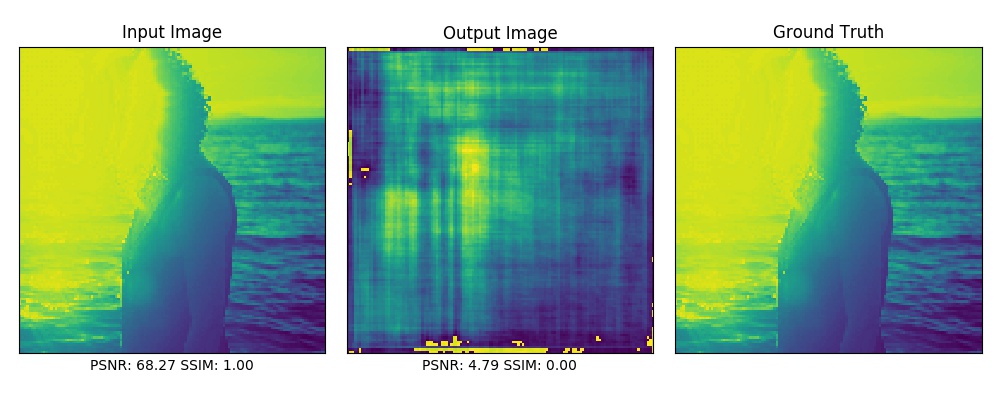 Input Image
Output Image
Ground Truth
PSNR: 68.27 SSIM: 1.00
PSNR: 4.79 SSIM: 0.00